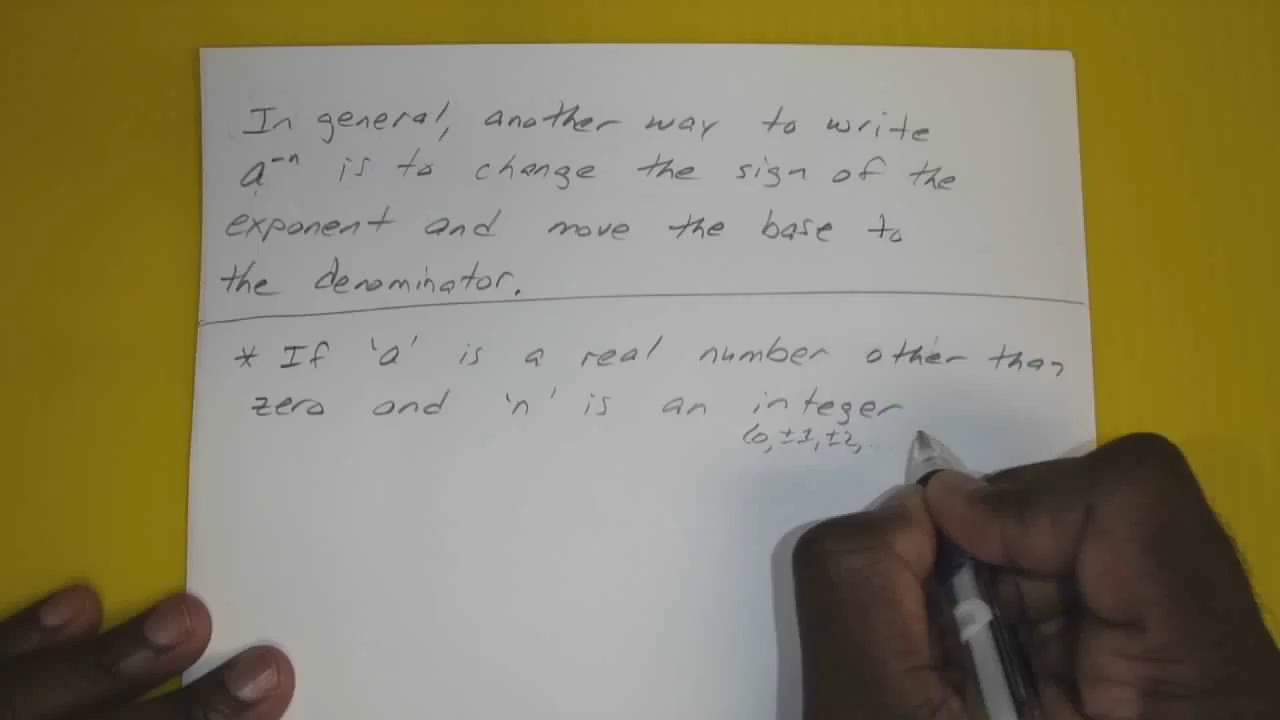 In general, another way to write
a⁻ⁿ is to change the sign of the
exponent and move the base to
the denominator.
* If 'a' is a real number other than
zero and 'n' is an integer
(0, ±1, ±2, ...